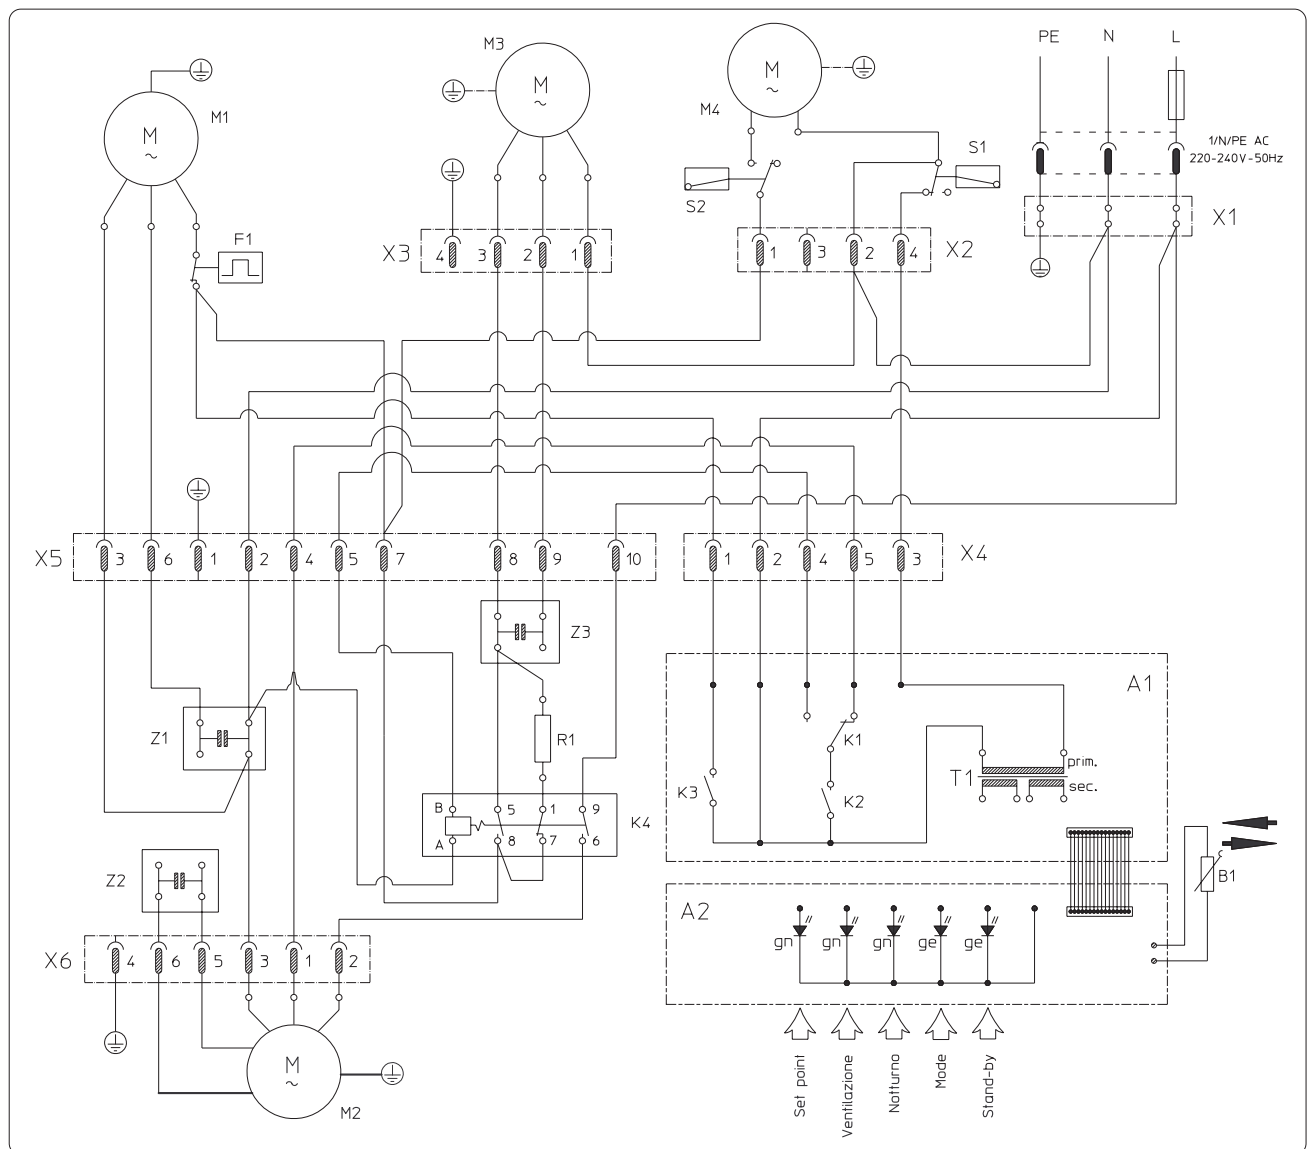 PE N L
M3
M
~
M
~
M4
M1
M
~
1/N/PE AC
220-240V-50Hz
S1
S2
X1
F1
X3 4 3 2 1
1 3 2 4 X2
X5 3 6 1 2 4 5 7 8 9 10
1 2 4 5 3 X4
Z3
A1
Z1
R1
K1
K3
K2
T1
prim.
sec.
B
A
5 1 9
8 7 6
K4
Z2
A2
B1
gn gn gn ge ge
X6 4 6 5 3 1 2
M
~
M2
Set point
Ventilazione
Notturno
Mode
Stand-by